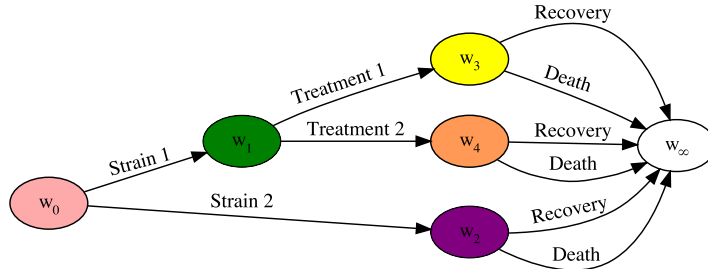 Recovery
w3
Treatment 1
Death
w1
Treatment 2
w4
Recovery
w∞
Strain 1
Death
w0
Strain 2
Recovery
w2
Death